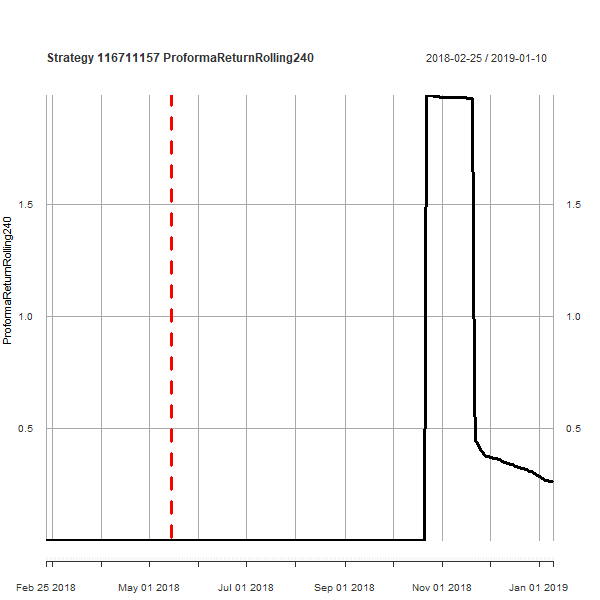 Strategy 116711157 ProformaReturnRolling240
2018-02-25 / 2019-01-10
ProformaReturnRolling240
1.5
1.5
1.0
1.0
0.5
0.5
Feb 25 2018
May 01 2018
Jul 01 2018
Sep 01 2018
Nov 01 2018
Jan 01 2019